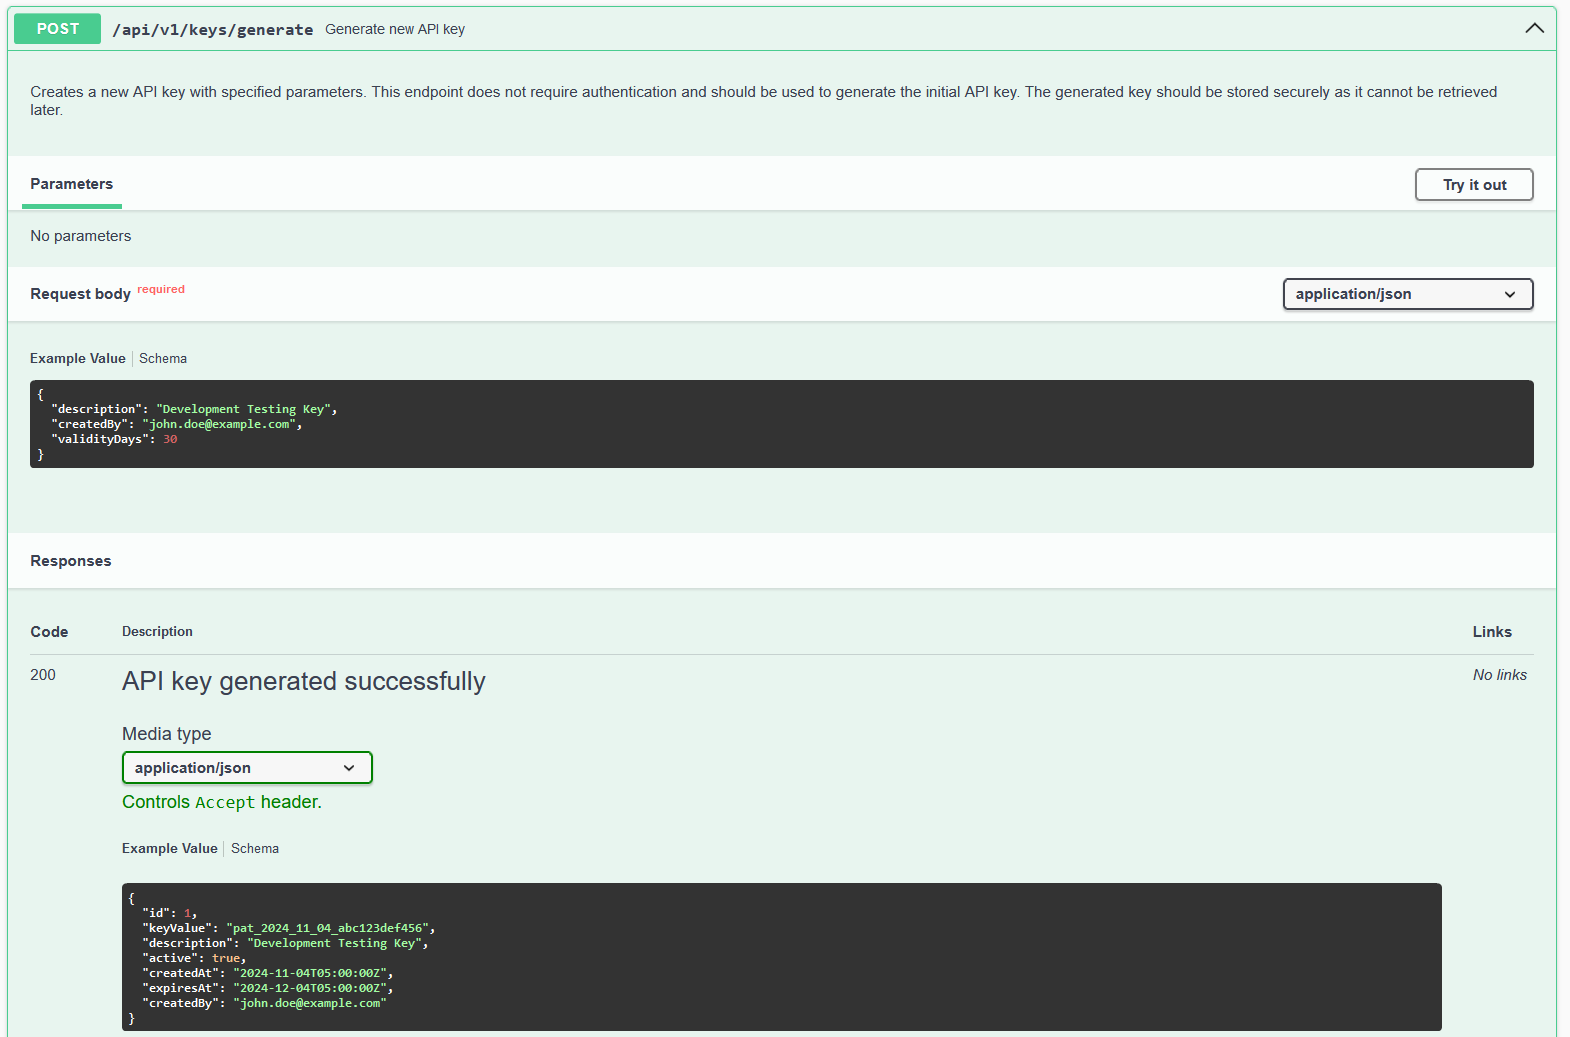 POST /api/v1/keys/generate Generate new API key
Creates a new API key with specified parameters. This endpoint does not require authentication and should be used to generate the initial API key. The generated key should be stored securely as it cannot be retrieved
later.
Parameters
Try it out
No parameters
Request body required
application/json
Example Value Schema
{
  "description": "Development Testing Key",
  "createdBy": "john.doe@example.com",
  "validityDays": 30
}
Responses
Code Description Links
200 API key generated successfully No links
Media type
application/json
Controls Accept header.
Example Value Schema
{
  "id": 1,
  "keyValue": "pat_2024_11_04_abc123def456",
  "description": "Development Testing Key",
  "active": true,
  "createdAt": "2024-11-04T05:00:00Z",
  "expiresAt": "2024-12-04T05:00:00Z",
  "createdBy": "john.doe@example.com"
}